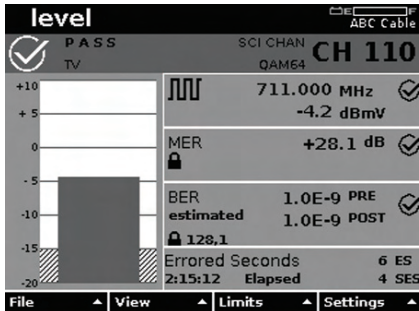 level
E F
ABC Cable
PASS
TV
SCI CHAN
QAM64
CH 110
+10
+ 5
0
- 5
-10
-15
-20
711.000 MHz
-4.2 dBmV
MER
+28.1 dB
BER
estimated
1.0E-9 PRE
1.0E-9 POST
128,1
Errored Seconds 6 ES
2:15:12 Elapsed 4 SES
File View Limits Settings